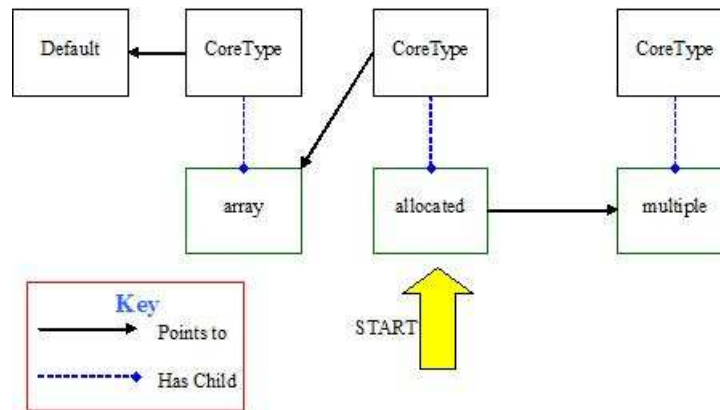 Default
CoreType
CoreType
CoreType
array
allocated
multiple
Key
Points to
Has Child
START